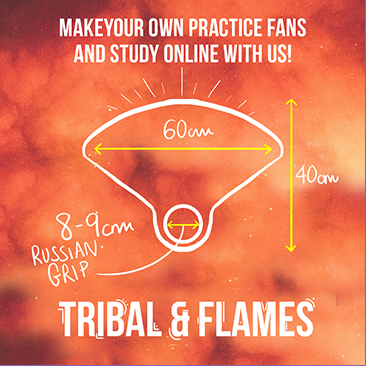 MAKEYOUR OWN PRACTICE FANS
AND STUDY ONLINE WITH US!
60cm
40cm
8-9cm
RUSSIAN
GRIP
TRIBAL & FLAMES